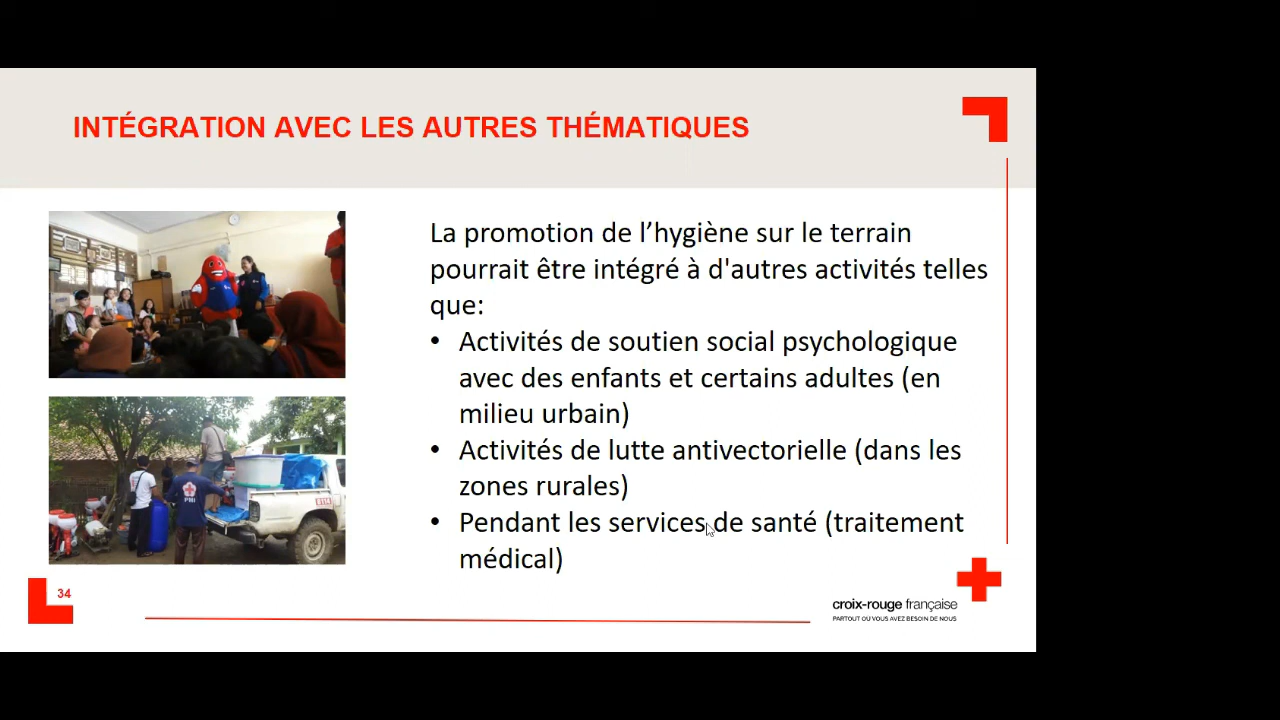 INTÉGRATION AVEC LES AUTRES THÉMATIQUES
La promotion de l’hygiène sur le terrain
pourrait être intégré à d'autres activités telles
que:
• Activités de soutien social psychologique
avec des enfants et certains adultes (en
milieu urbain)
• Activités de lutte antivectorielle (dans les
zones rurales)
• Pendant les services de santé (traitement
médical)
PMI
34
croix-rouge française
PARTOUT OÙ VOUS AVEZ BESOIN DE NOUS